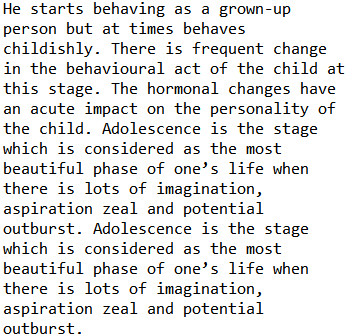 He starts behaving as a grown-up
person but at times behaves
childishly. There is frequent change
in the behavioural act of the child at
this stage. The hormonal changes have
an acute impact on the personality of
the child. Adolescence is the stage
which is considered as the most
beautiful phase of one’s life when
there is lots of imagination,
aspiration zeal and potential
outburst. Adolescence is the stage
which is considered as the most
beautiful phase of one’s life when
there is lots of imagination,
aspiration zeal and potential
outburst.